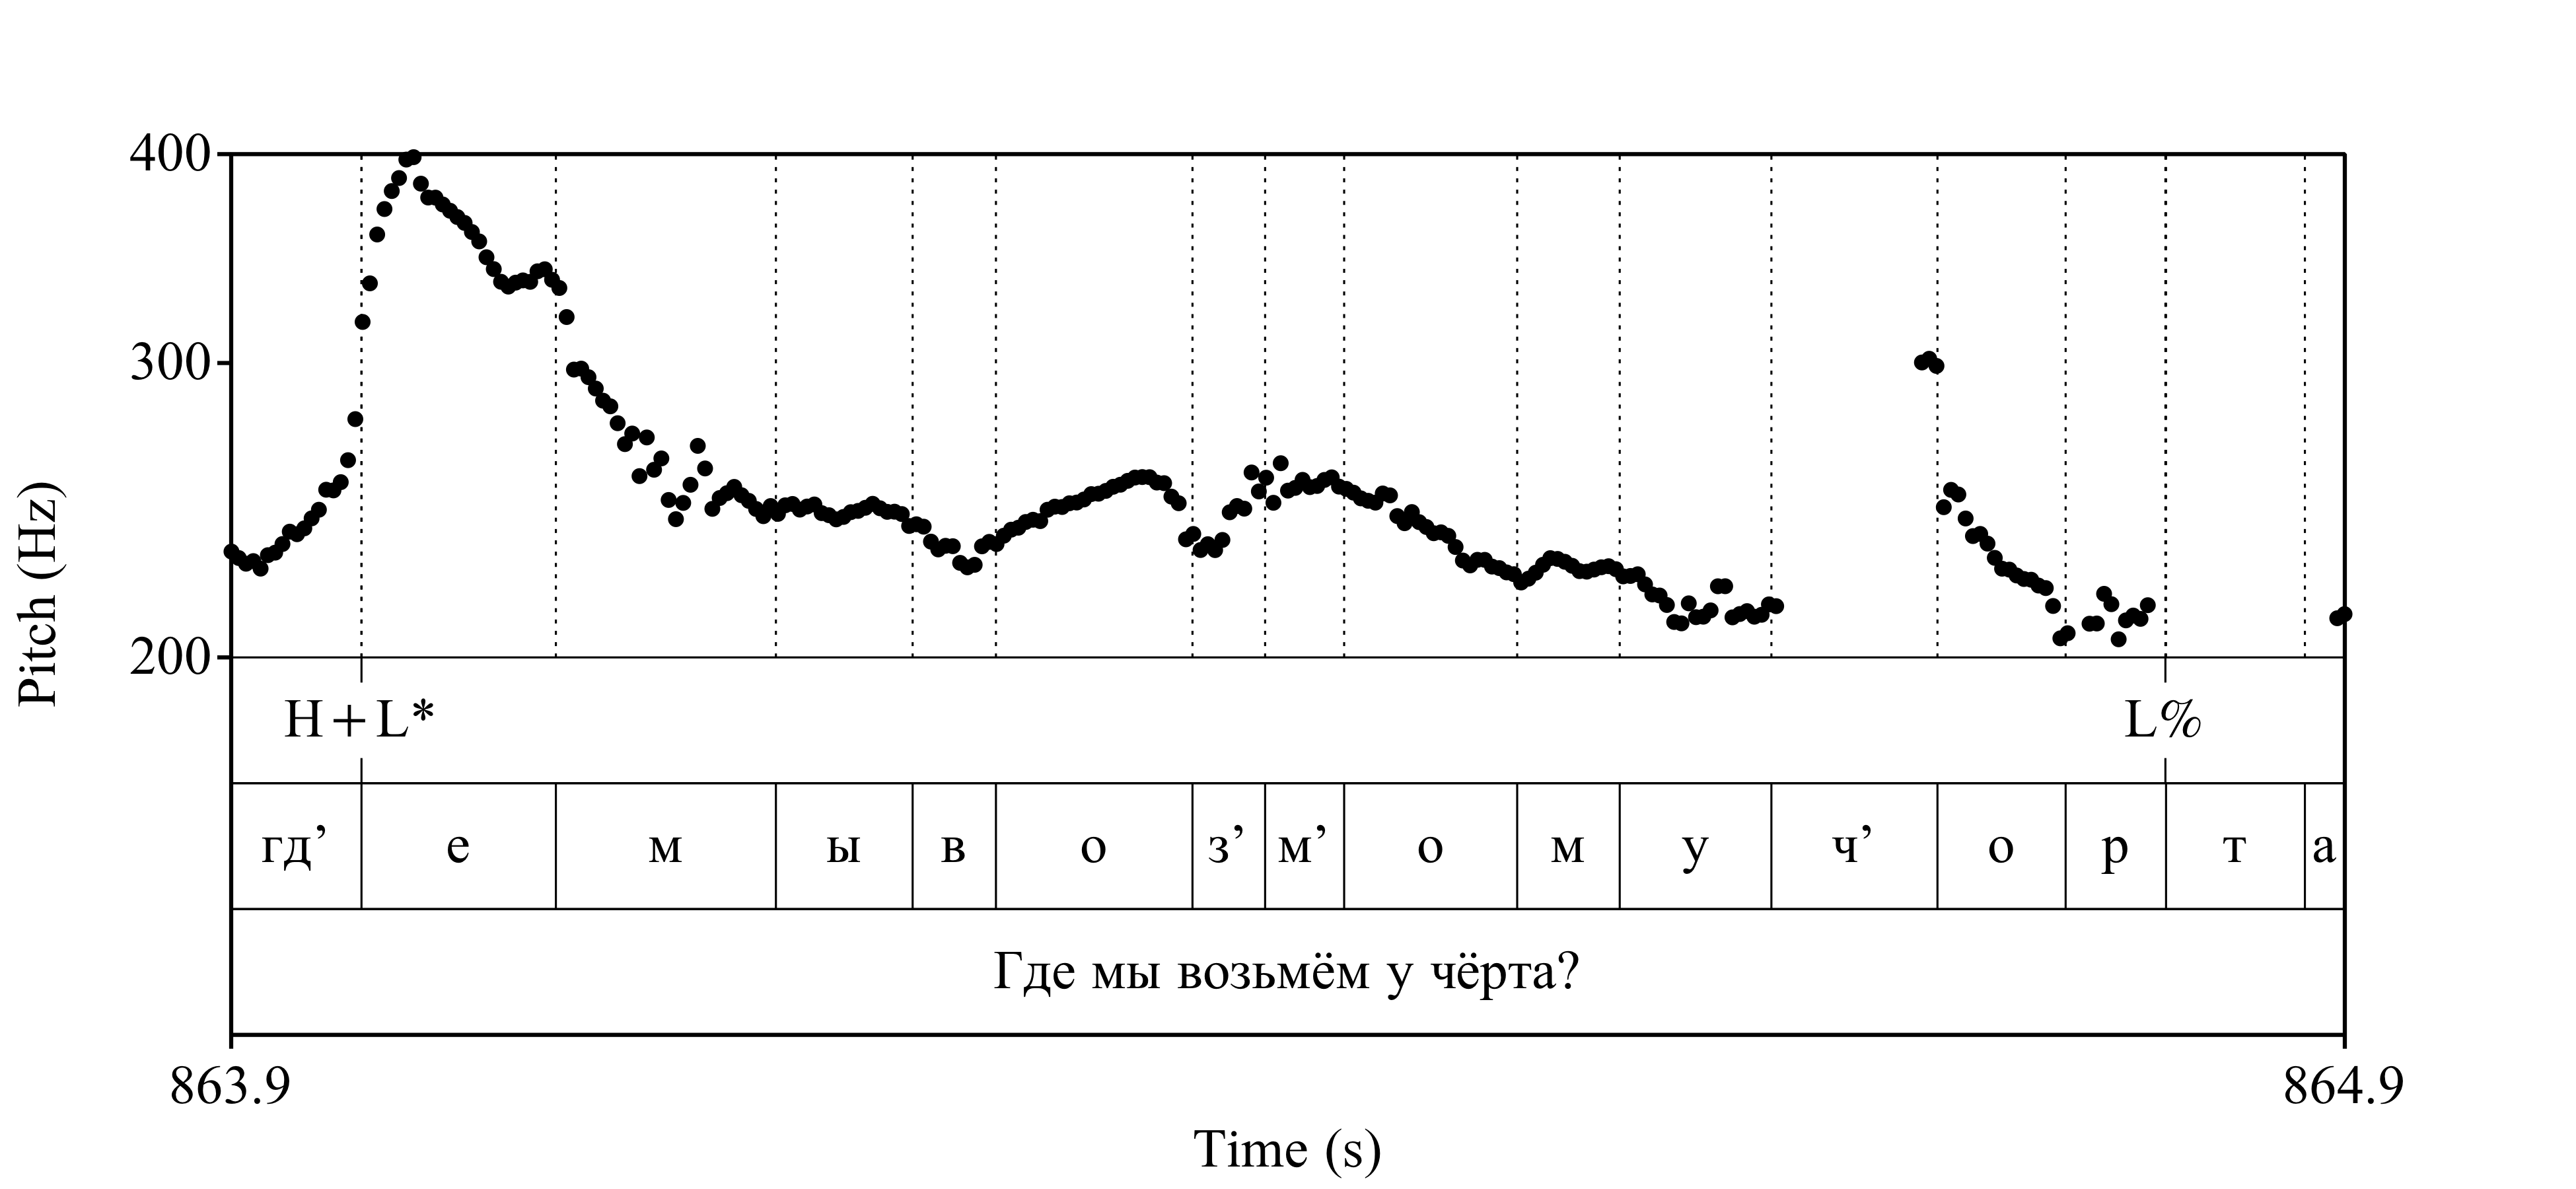 400
300
200
Pitch (Hz)
H+L* L%
гд’ е м ы в о з’ м’ о м у ч’ о р т а
Где мы возьмём у чёрта?
863.9 864.9
Time (s)